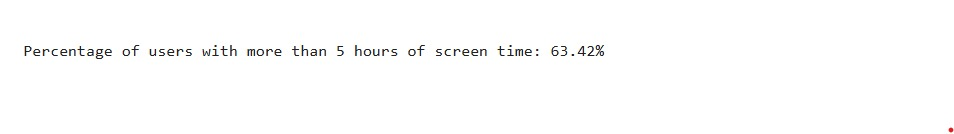 Percentage of users with more than 5 hours of screen time: 63.42%